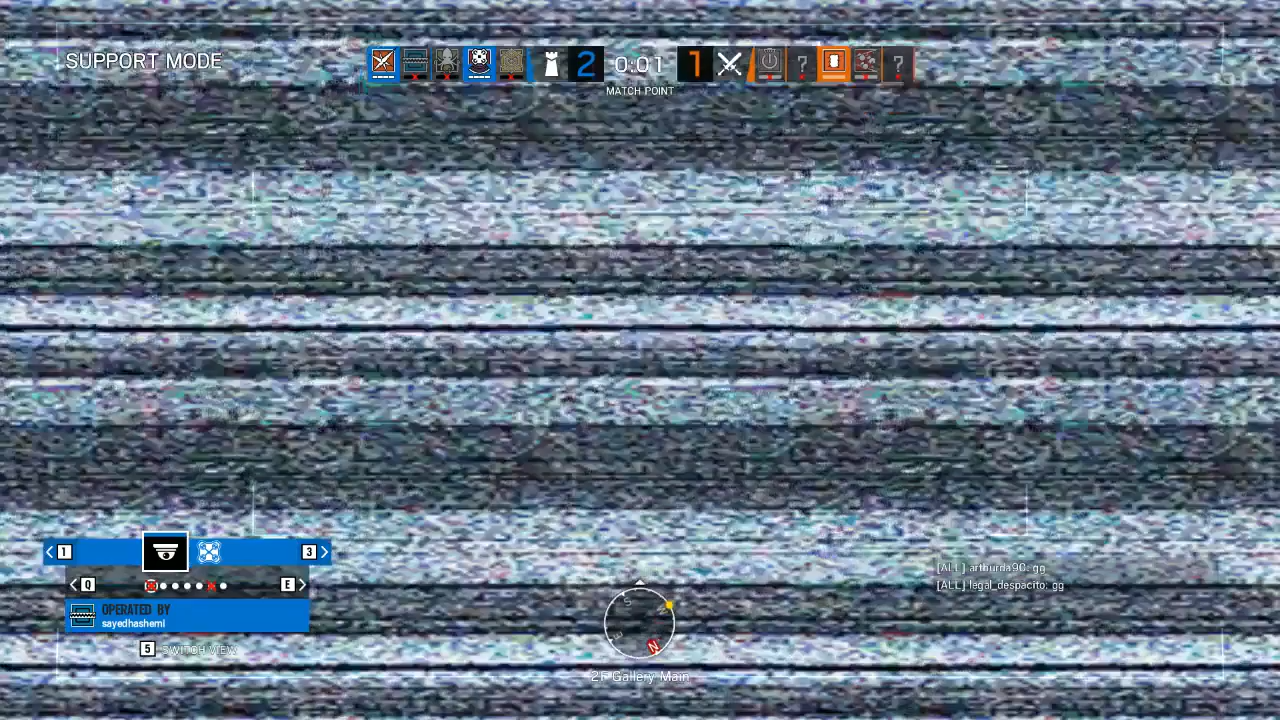 SUPPORT MODE
2 0:01 1 ? ?
MATCH POINT
1 3
Q E
OPERATED BY
sayedhashemi
5 SWITCH VIEW
[ALL] arthurda90: gg
[ALL] legal_despacito: gg
S
E
N
2F Gallery Main